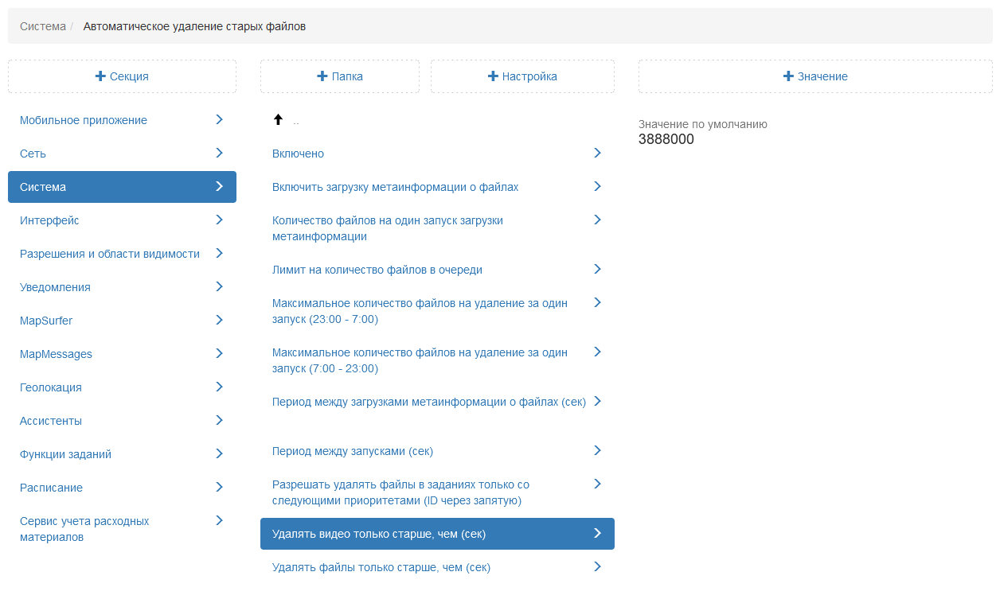 Система / Автоматическое удаление старых файлов
Секция
Папка
Настройка
Значение
Мобильное приложение
Сеть
Система
Интерфейс
Разрешения и области видимости
Уведомления
MapSurfer
MapMessages
Геолокация
Ассистенты
Функции заданий
Расписание
Сервис учета расходных
материалов
..
Включено
Включить загрузку метаинформации о файлах
Количество файлов на один запуск загрузки
метаинформации
Лимит на количество файлов в очереди
Максимальное количество файлов на удаление за один
запуск (23:00 - 7:00)
Максимальное количество файлов на удаление за один
запуск (7:00 - 23:00)
Период между загрузками метаинформации о файлах (сек)
Период между запусками (сек)
Разрешать удалять файлы в заданиях только со
следующими приоритетами (ID через запятую)
Удалять видео только старше, чем (сек)
Удалять файлы только старше, чем (сек)
Значение по умолчанию
3888000